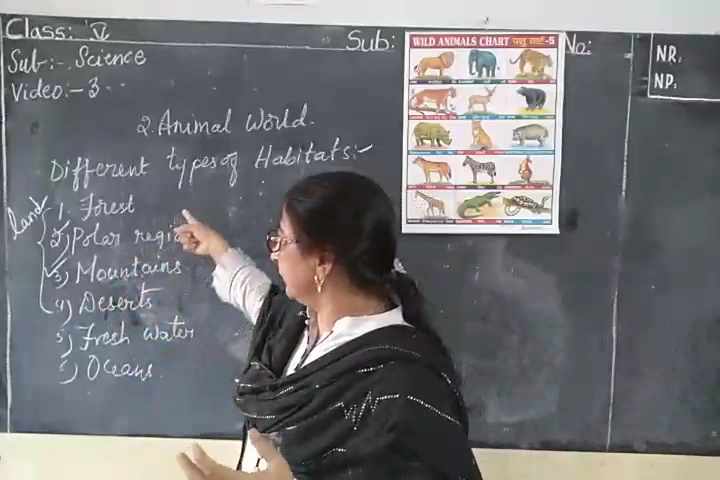 Class: V
Sub:- Science
Video:- 3
Sub:
No:
NR:
NP:
2. Animal World.
Different types of Habitats:-
land
1. Forest
2) Polar regio
3) Mountains
4) Deserts
5) Fresh water
6) Oceans
WILD ANIMALS CHART